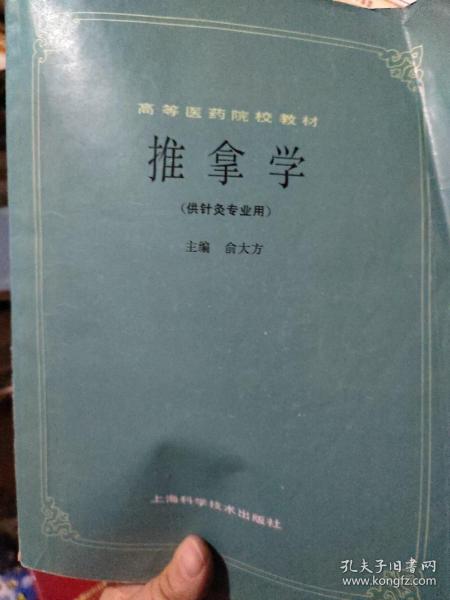 高等医药院校教材
推拿学
(供针灸专业用)
主编 俞大方
上海科学技术出版社
孔夫子旧书网
www.kongfz.com